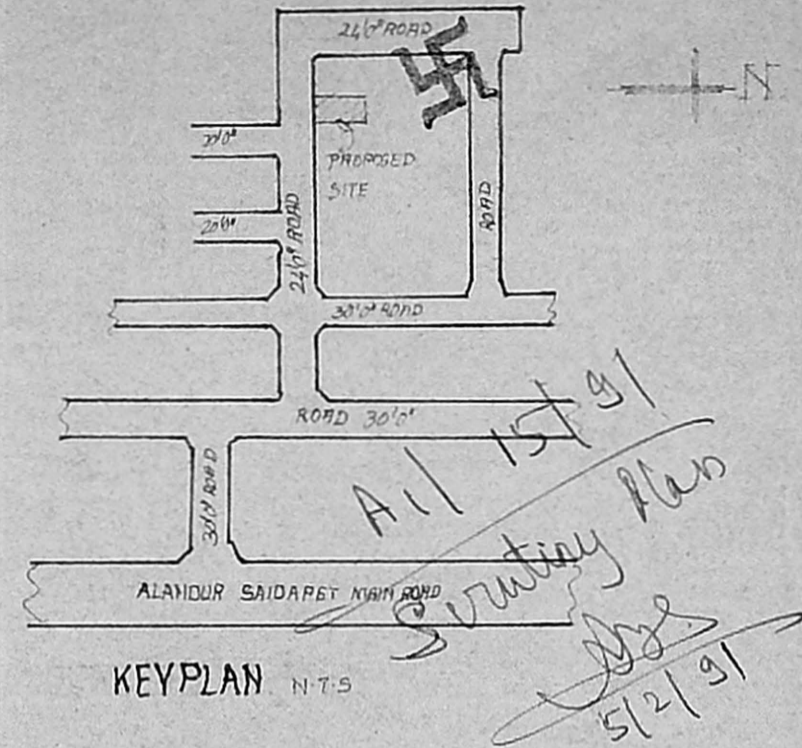 24'0" ROAD
N
20'0"
PROPOSED
SITE
20'0"
24'0" ROAD
ROAD
30'0" ROAD
ROAD 30'0"
30'0" ROAD
A1/ 15/91
Scrutiny Plan
ALANDUR SAIDAPET MAIN ROAD
5/2/91
KEYPLAN N.T.S